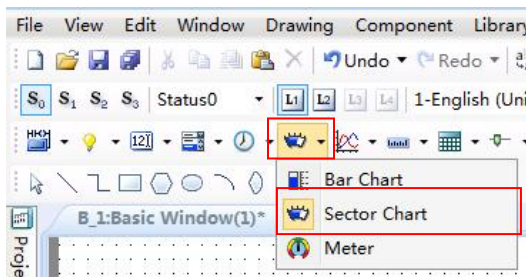 File View Edit Window Drawing Component Library
Undo Redo
S0 S1 S2 S3 Status0 L1 L2 L3 L4 1-English (Uni
12
Bar Chart
B_1:Basic Window(1)* Sector Chart
Meter
Proje